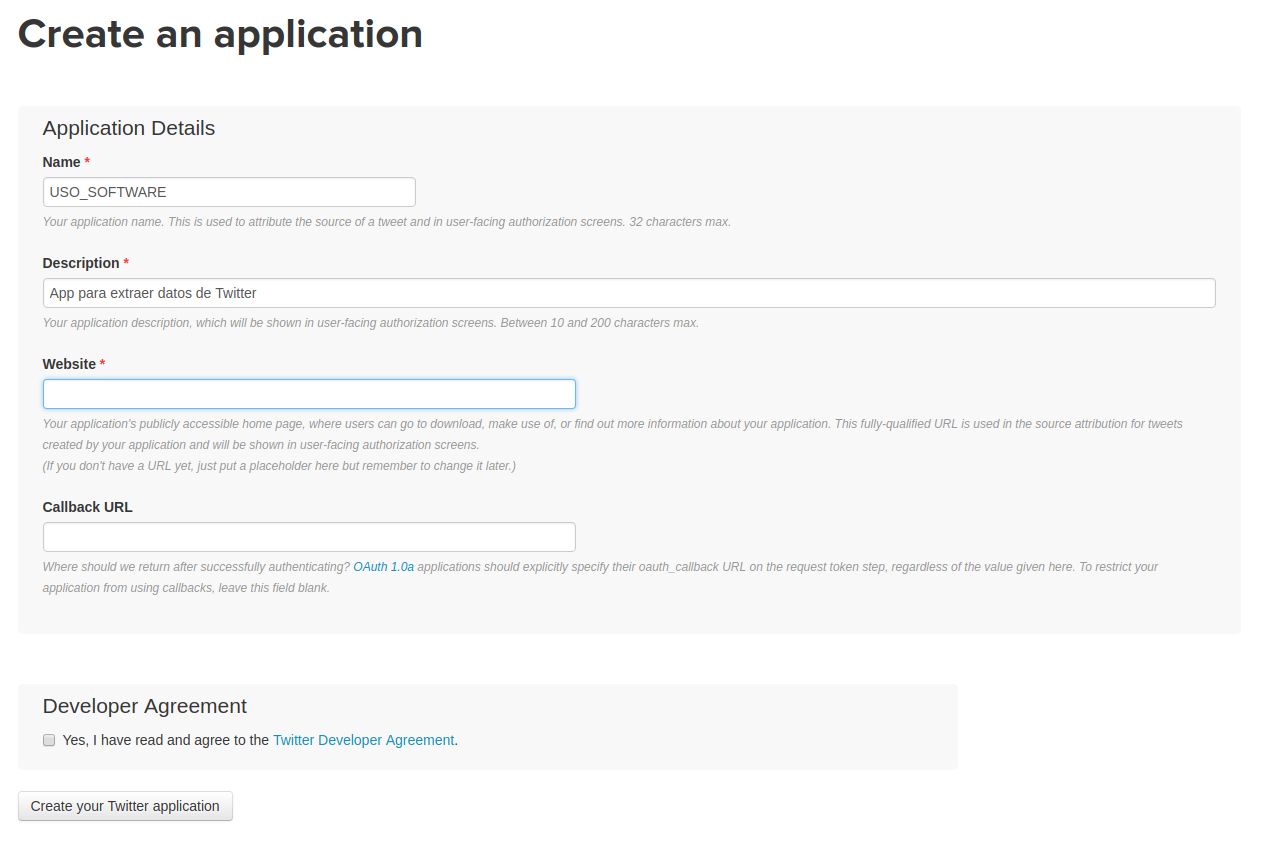 Create an application
Application Details
Name *
USO_SOFTWARE
Your application name. This is used to attribute the source of a tweet and in user-facing authorization screens. 32 characters max.
Description *
App para extraer datos de Twitter
Your application description, which will be shown in user-facing authorization screens. Between 10 and 200 characters max.
Website *
Your application's publicly accessible home page, where users can go to download, make use of, or find out more information about your application. This fully-qualified URL is used in the source attribution for tweets
created by your application and will be shown in user-facing authorization screens.
(If you don't have a URL yet, just put a placeholder here but remember to change it later.)
Callback URL
Where should we return after successfully authenticating? OAuth 1.0a applications should explicitly specify their oauth_callback URL on the request token step, regardless of the value given here. To restrict your
application from using callbacks, leave this field blank.
Developer Agreement
Yes, I have read and agree to the Twitter Developer Agreement.
Create your Twitter application